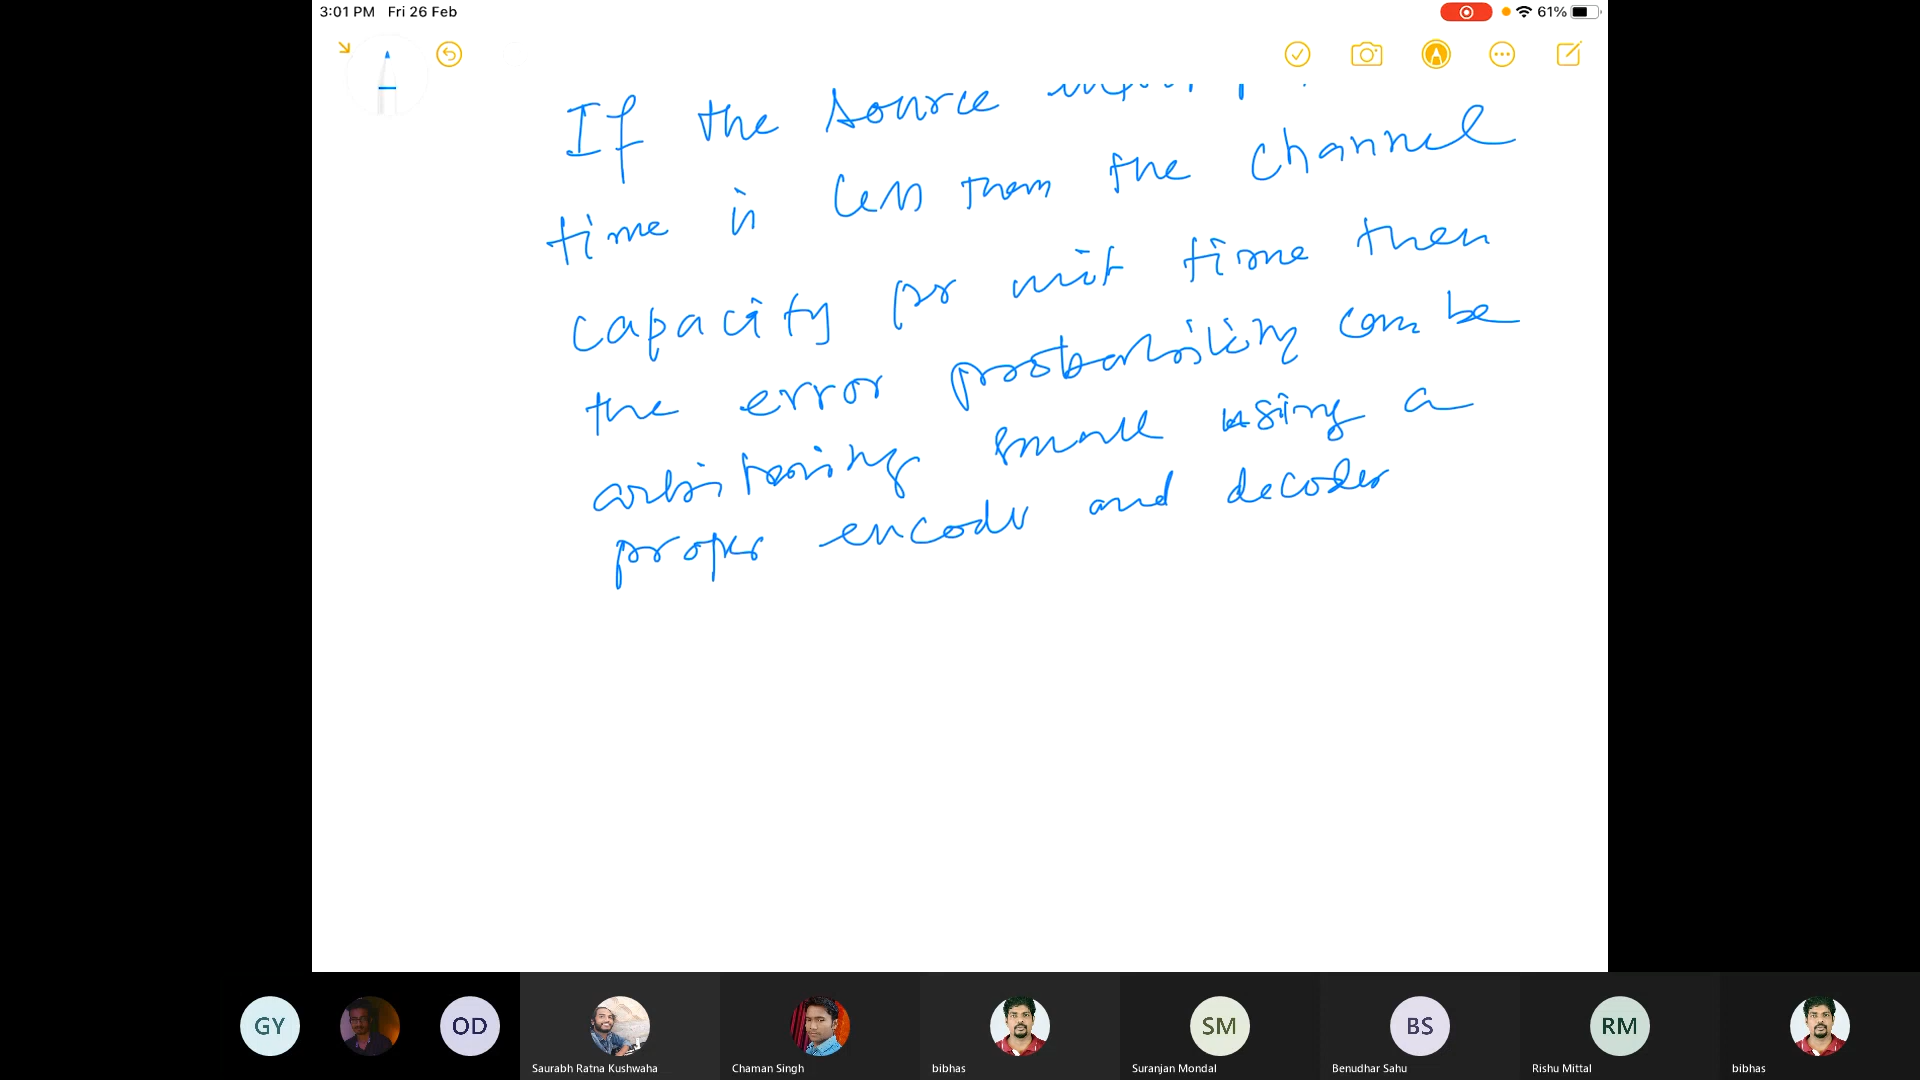 3:01 PM Fri 26 Feb
61%
If the source
time is less than the channel
capacity per unit time then
the error probability can be
arbitrarily small using a
proper encoder and decoder
GY
OD
SM
BS
RM
Saurabh Ratna Kushwaha
Chaman Singh
bibhas
Suranjan Mondal
Benudhar Sahu
Rishu Mittal
bibhas